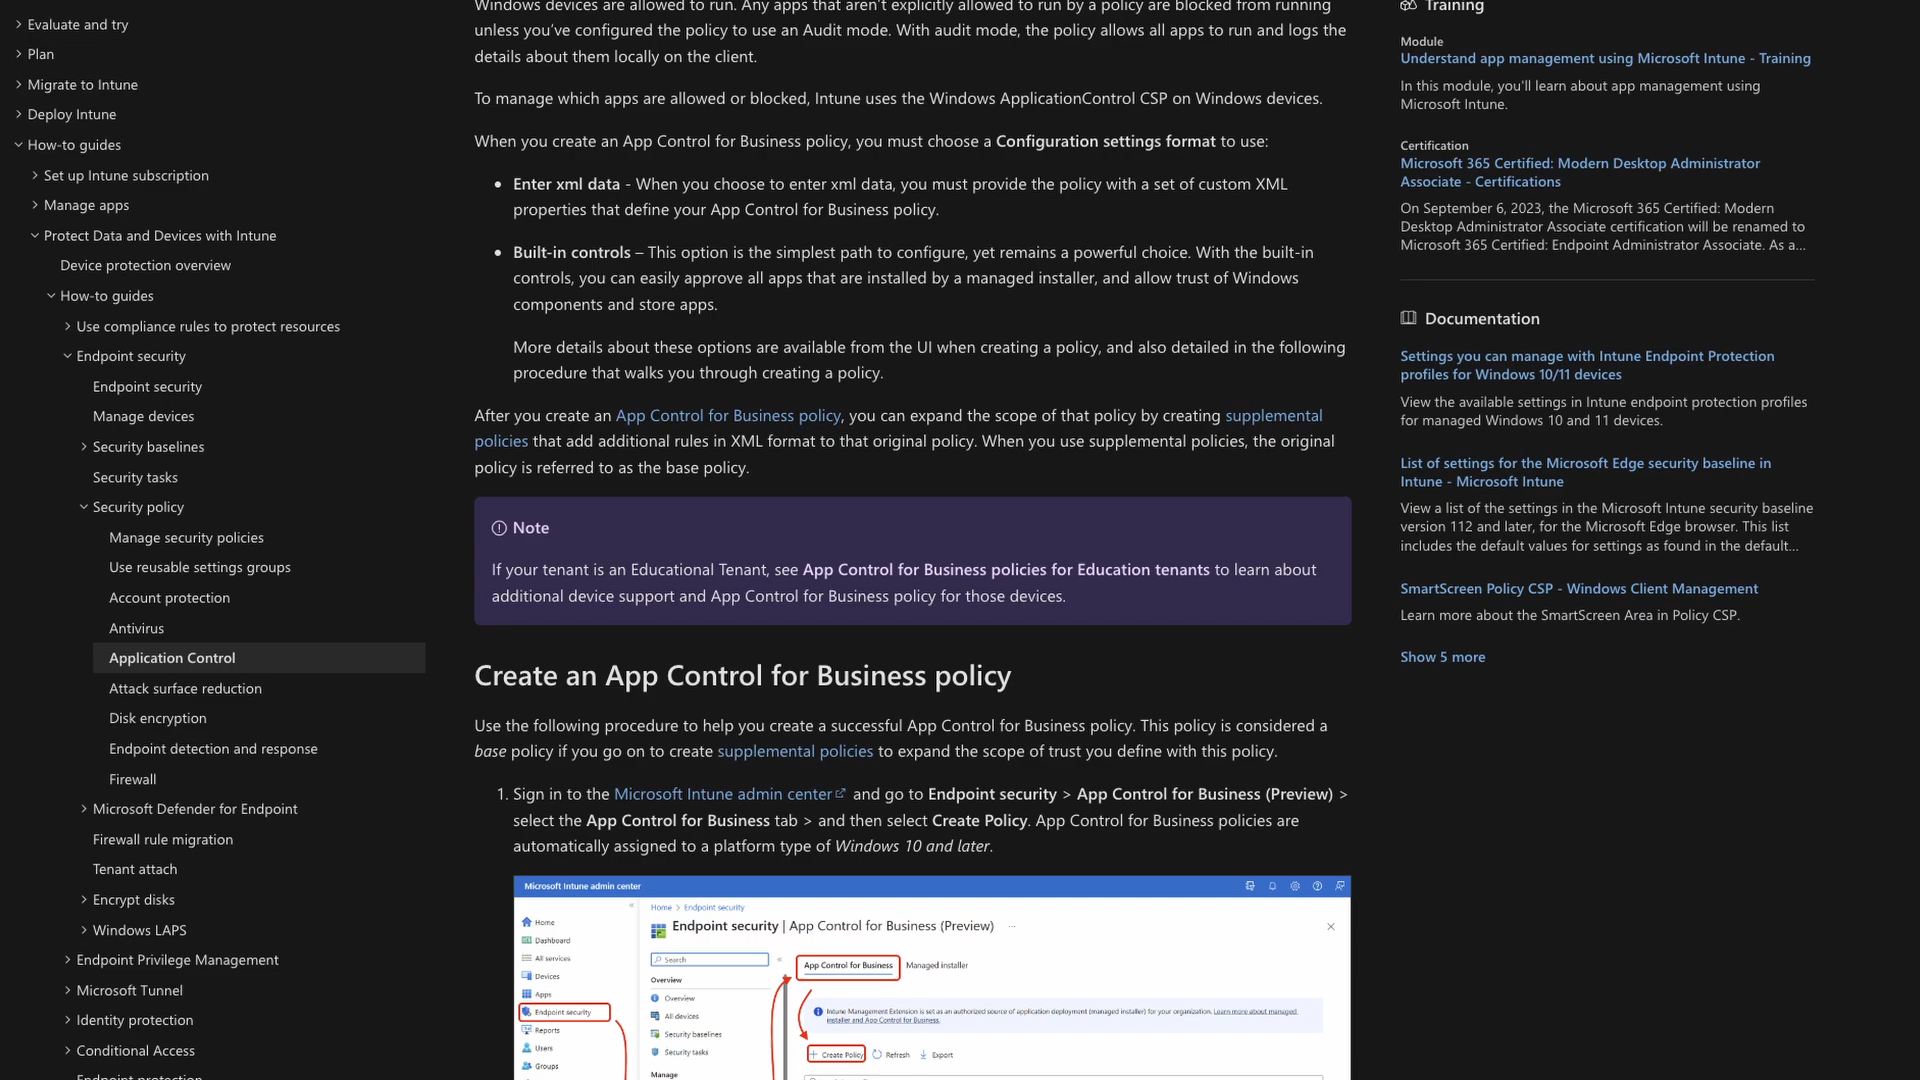 Evaluate and try
Plan
Migrate to Intune
Deploy Intune
How-to guides
Set up Intune subscription
Manage apps
Protect Data and Devices with Intune
Device protection overview
How-to guides
Use compliance rules to protect resources
Endpoint security
Endpoint security
Manage devices
Security baselines
Security tasks
Security policy
Manage security policies
Use reusable settings groups
Account protection
Antivirus
Application Control
Attack surface reduction
Disk encryption
Endpoint detection and response
Firewall
Microsoft Defender for Endpoint
Firewall rule migration
Tenant attach
Encrypt disks
Windows LAPS
Endpoint Privilege Management
Microsoft Tunnel
Identity protection
Conditional Access
Endpoint protection
Windows devices are allowed to run. Any apps that aren't explicitly allowed to run by a policy are blocked from running
unless you've configured the policy to use an Audit mode. With audit mode, the policy allows all apps to run and logs the
details about them locally on the client.
To manage which apps are allowed or blocked, Intune uses the Windows ApplicationControl CSP on Windows devices.
When you create an App Control for Business policy, you must choose a Configuration settings format to use:
• Enter xml data - When you choose to enter xml data, you must provide the policy with a set of custom XML
properties that define your App Control for Business policy.
• Built-in controls – This option is the simplest path to configure, yet remains a powerful choice. With the built-in
controls, you can easily approve all apps that are installed by a managed installer, and allow trust of Windows
components and store apps.
More details about these options are available from the UI when creating a policy, and also detailed in the following
procedure that walks you through creating a policy.
After you create an App Control for Business policy, you can expand the scope of that policy by creating supplemental
policies that add additional rules in XML format to that original policy. When you use supplemental policies, the original
policy is referred to as the base policy.
Note
If your tenant is an Educational Tenant, see App Control for Business policies for Education tenants to learn about
additional device support and App Control for Business policy for those devices.
Create an App Control for Business policy
Use the following procedure to help you create a successful App Control for Business policy. This policy is considered a
base policy if you go on to create supplemental policies to expand the scope of trust you define with this policy.
1. Sign in to the Microsoft Intune admin center and go to Endpoint security > App Control for Business (Preview) >
select the App Control for Business tab > and then select Create Policy. App Control for Business policies are
automatically assigned to a platform type of Windows 10 and later.
Microsoft Intune admin center
Home
Dashboard
All services
Devices
Apps
Endpoint security
Reports
Users
Groups
Home > Endpoint security
Endpoint security | App Control for Business (Preview) ...
Search
Overview
Overview
All devices
Security baselines
Security tasks
Manage
App Control for Business Managed installer
Intune Management Extension is set as an authorized source of application deployment (managed installer) for your organization. Learn more about managed
installer and App Control for Business.
+ Create Policy Refresh Export
Training
Module
Understand app management using Microsoft Intune - Training
In this module, you'll learn about app management using
Microsoft Intune.
Certification
Microsoft 365 Certified: Modern Desktop Administrator
Associate - Certifications
On September 6, 2023, the Microsoft 365 Certified: Modern
Desktop Administrator Associate certification will be renamed to
Microsoft 365 Certified: Endpoint Administrator Associate. As a...
Documentation
Settings you can manage with Intune Endpoint Protection
profiles for Windows 10/11 devices
View the available settings in Intune endpoint protection profiles
for managed Windows 10 and 11 devices.
List of settings for the Microsoft Edge security baseline in
Intune - Microsoft Intune
View a list of the settings in the Microsoft Intune security baseline
version 112 and later, for the Microsoft Edge browser. This list
includes the default values for settings as found in the default...
SmartScreen Policy CSP - Windows Client Management
Learn more about the SmartScreen Area in Policy CSP.
Show 5 more